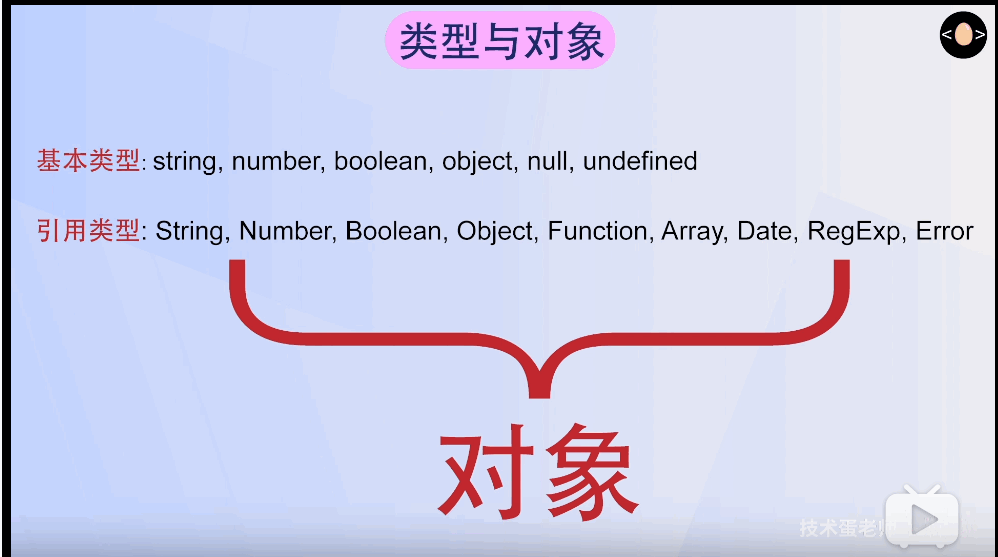 类型与对象
< >
基本类型: string, number, boolean, object, null, undefined
引用类型: String, Number, Boolean, Object, Function, Array, Date, RegExp, Error
对象
技术蛋老师